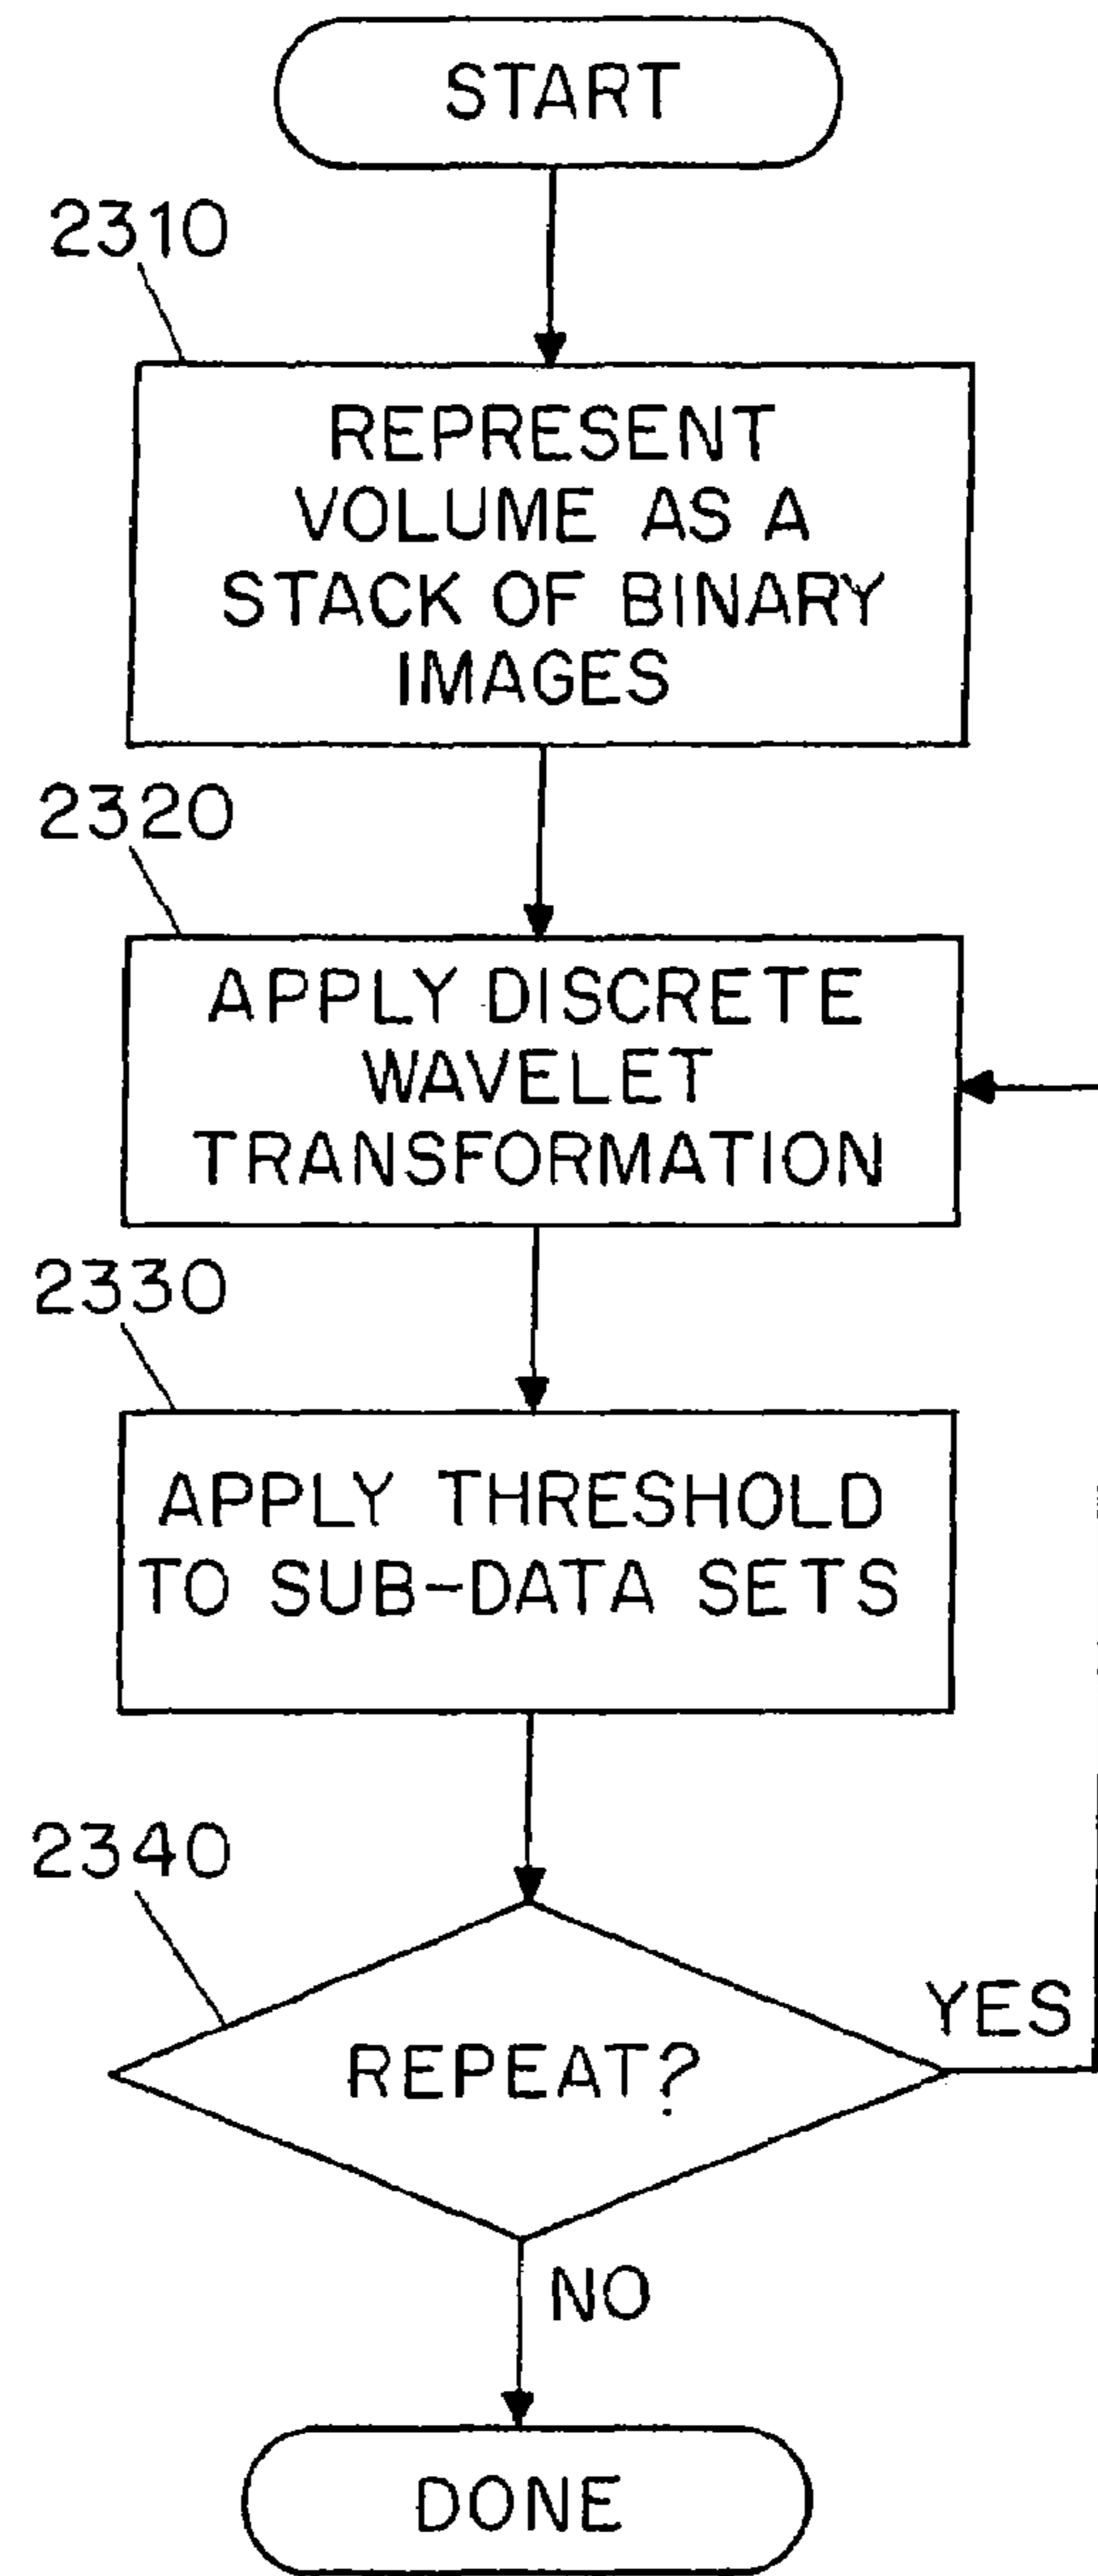 START
2310
REPRESENT
VOLUME AS A
STACK OF BINARY
IMAGES
2320
APPLY DISCRETE
WAVELET
TRANSFORMATION
2330
APPLY THRESHOLD
TO SUB-DATA SETS
2340
REPEAT?
YES
NO
DONE